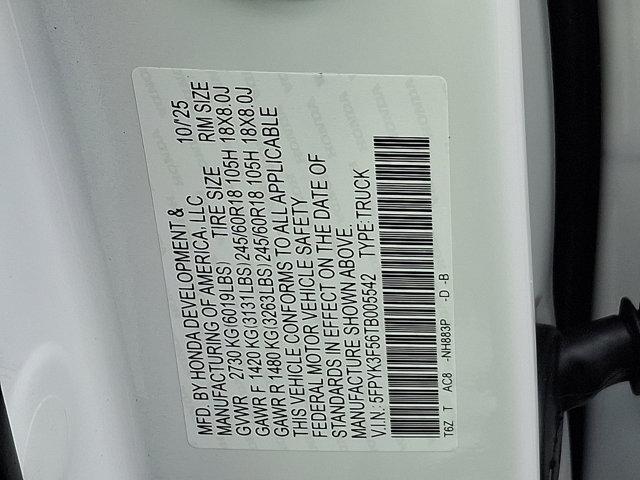 MFD. BY HONDA DEVELOPMENT & 10/'25
MANUFACTURING OF AMERICA, LLC
TIRE SIZE RIM SIZE
GVWR 2730 KG(6019LBS)
GAWR F 1420 KG(3131LBS)245/60R18 105H 18X8.0J
GAWR R 1480 KG(3263LBS)245/60R18 105H 18X8.0J
THIS VEHICLE CONFORMS TO ALL APPLICABLE
FEDERAL MOTOR VEHICLE SAFETY
STANDARDS IN EFFECT ON THE DATE OF
MANUFACTURE SHOWN ABOVE.
V.I.N.: 5FPYK3F56TB005542 TYPE:TRUCK
T6Z T AC8 -NH883P -D -B